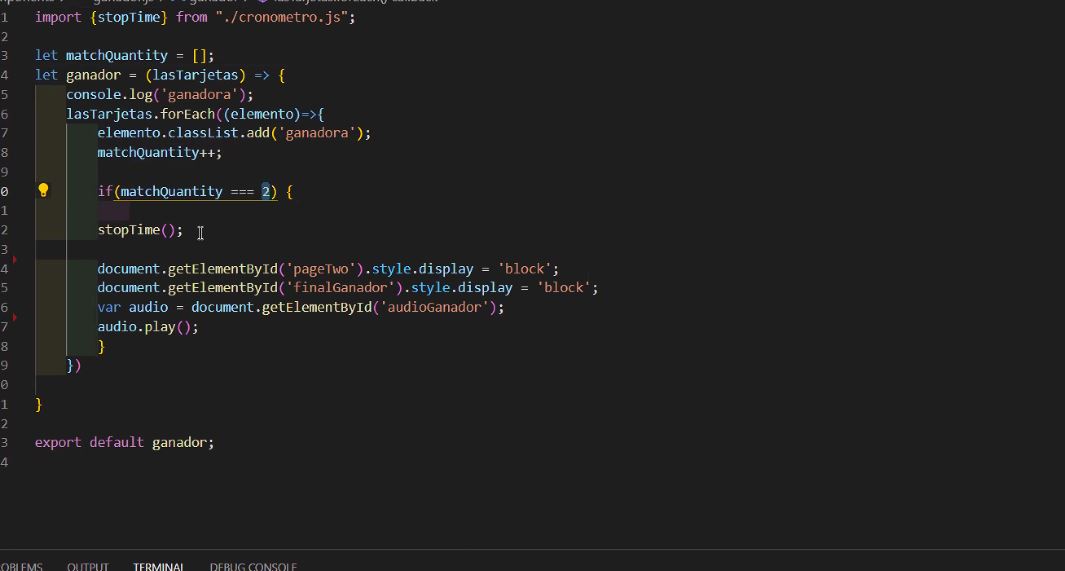 1 import {stopTime} from "./cronometro.js";
2
3 let matchQuantity = [];
4 let ganador = (lasTarjetas) => {
5 console.log('ganadora');
6 lasTarjetas.forEach((elemento)=>{
7 elemento.classList.add('ganadora');
8 matchQuantity++;
9
0 if(matchQuantity === 2) {
1
2 stopTime();
3
4 document.getElementById('pageTwo').style.display = 'block';
5 document.getElementById('finalGanador').style.display = 'block';
6 var audio = document.getElementById('audioGanador');
7 audio.play();
8 }
9 })
0
1 }
2
3 export default ganador;
4
OBLEMS OUTPUT TERMINAL DEBUG CONSOLE